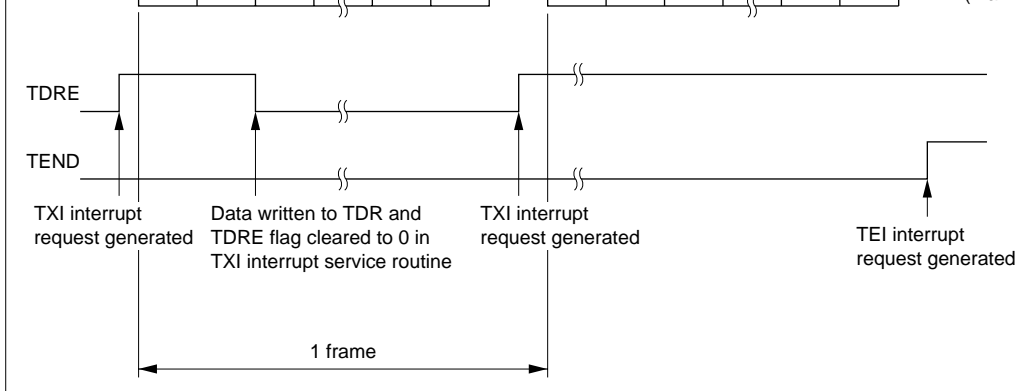 TDRE
TEND
TXI interrupt
request generated
Data written to TDR and
TDRE flag cleared to 0 in
TXI interrupt service routine
TXI interrupt
request generated
TEI interrupt
request generated
1 frame